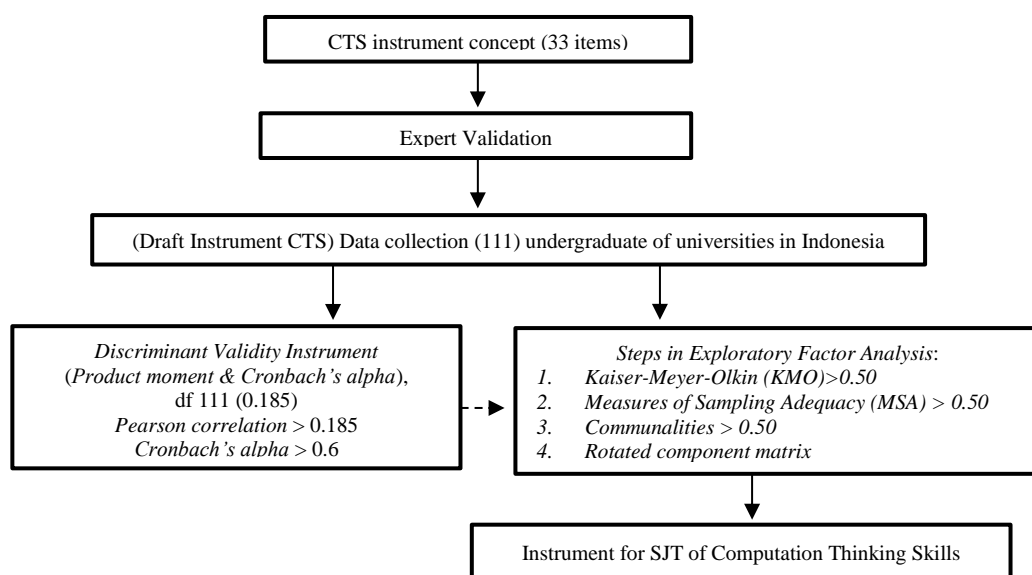 CTS instrument concept (33 items)
Expert Validation
(Draft Instrument CTS) Data collection (111) undergraduate of universities in Indonesia
Discriminant Validity Instrument
(Product moment & Cronbach's alpha),
df 111 (0.185)
Pearson correlation > 0.185
Cronbach's alpha > 0.6
Steps in Exploratory Factor Analysis:
1. Kaiser-Meyer-Olkin (KMO)>0.50
2. Measures of Sampling Adequacy (MSA) > 0.50
3. Communalities > 0.50
4. Rotated component matrix
Instrument for SJT of Computation Thinking Skills